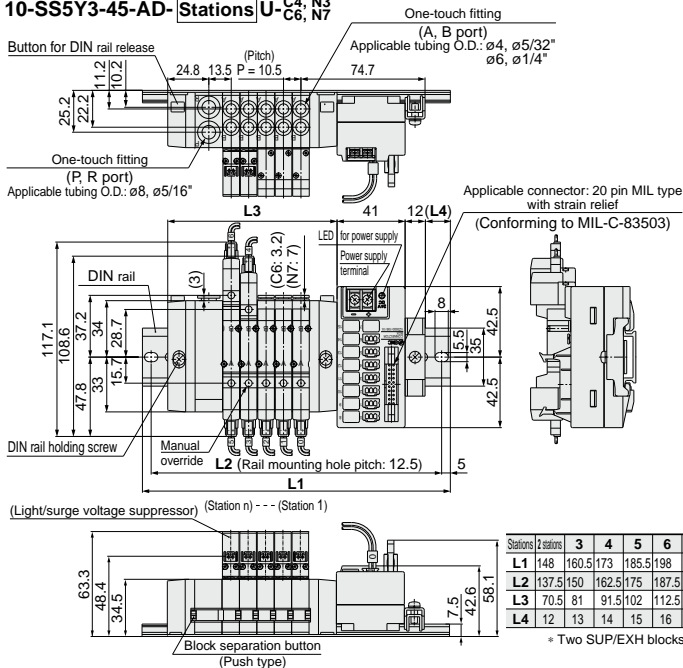 10-SS5Y3-45-AD- Stations U-C4, N3
C6, N7
One-touch fitting
(A, B port)
Applicable tubing O.D.: ø4, ø5/32"
ø6, ø1/4"
Button for DIN rail release
(Pitch)
24.8 13.5 P = 10.5 74.7
11.2
10.2
25.2
22.2
One-touch fitting
(P, R port)
Applicable tubing O.D.: ø8, ø5/16"
Applicable connector: 20 pin MIL type
with strain relief
(Conforming to MIL-C-83503)
L3 41 12 (L4)
LED for power supply
Power supply
terminal
(C6: 3.2)
(N7: 7)
(3)
DIN rail
8
117.1
108.6
37.2
34
28.7
15.7
33
47.8
5.5
35
42.5
42.5
42.5
42.5
DIN rail holding screw
Manual
override
L2 (Rail mounting hole pitch: 12.5) 5
L1
(Light/surge voltage suppressor) (Station n) - - - (Station 1)
63.3
48.4
34.5
7.5
42.6
58.1
Block separation button
(Push type)
Stations 2 stations 3 4 5 6
L1 148 160.5 173 185.5 198
L2 137.5 150 162.5 175 187.5
L3 70.5 81 91.5 102 112.5
L4 12 13 14 15 16
* Two SUP/EXH blocks